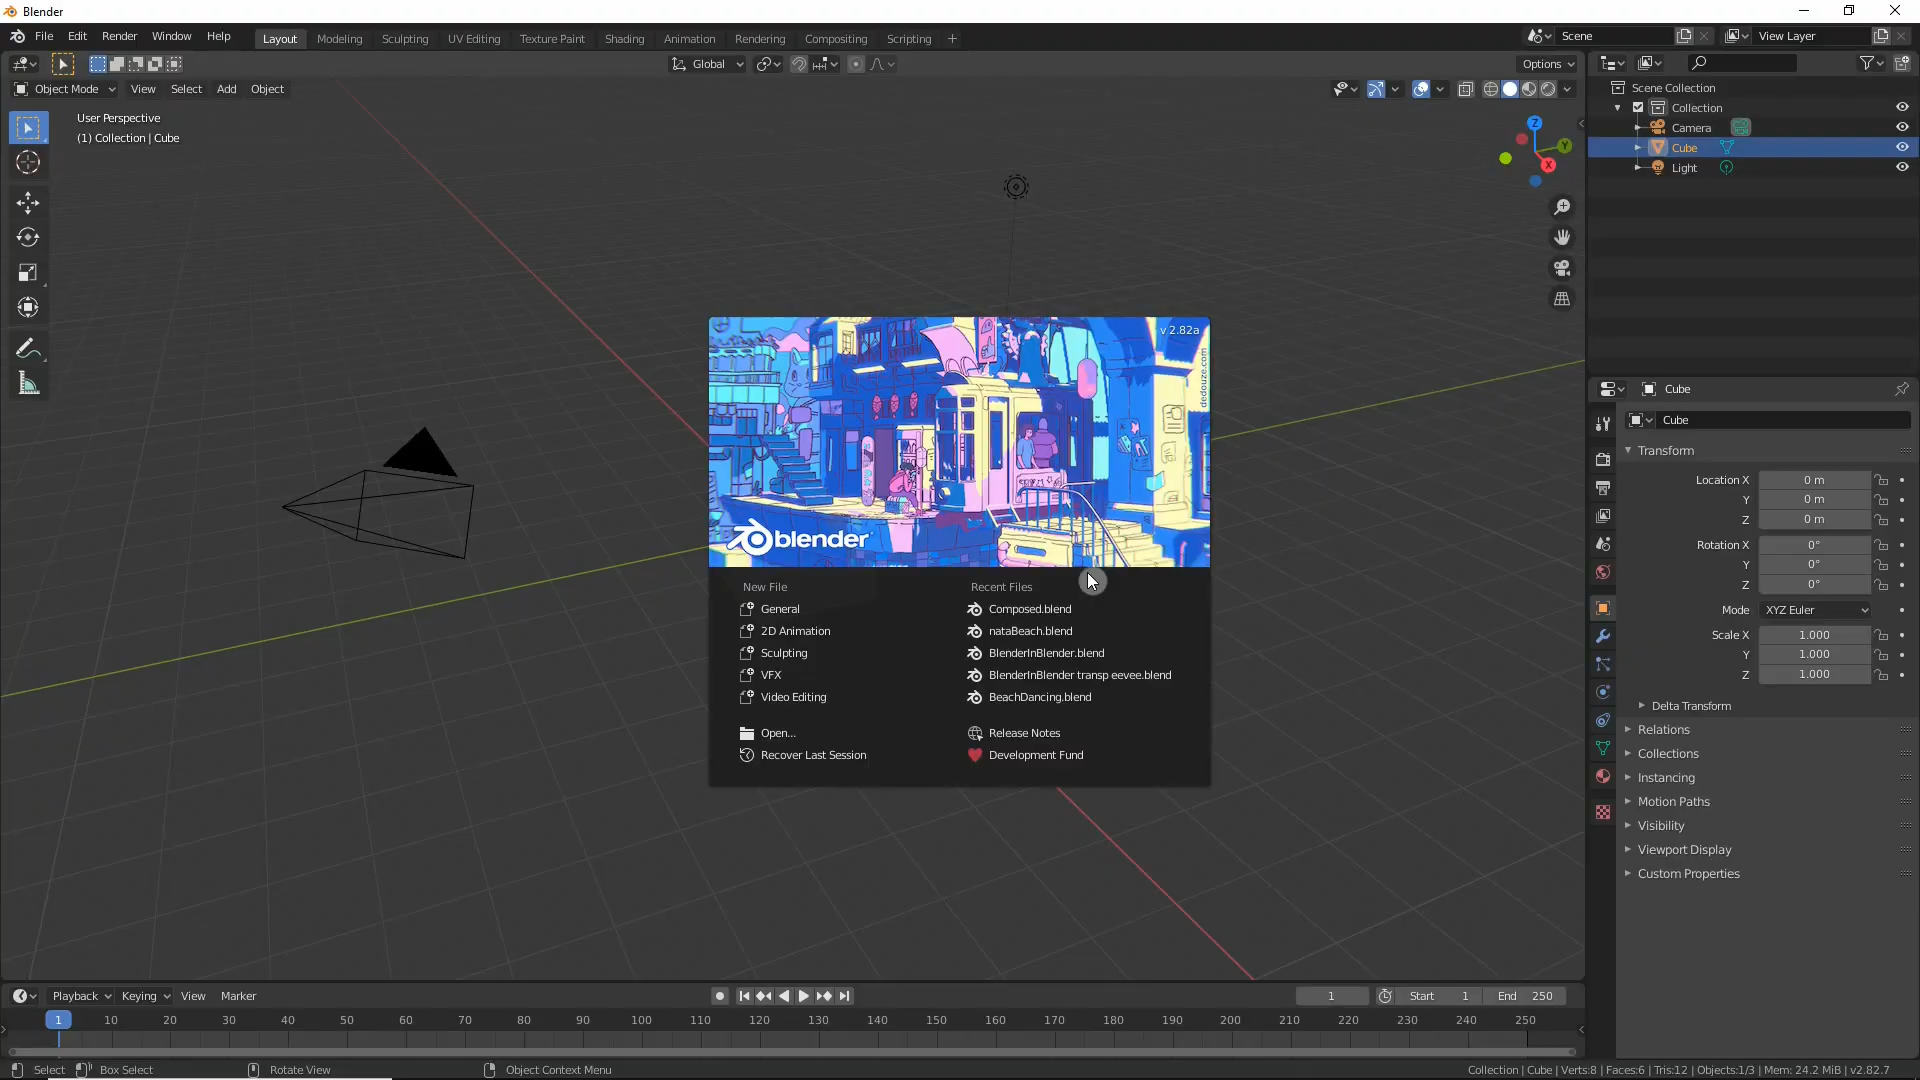 Blender
File Edit Render Window Help Layout Modeling Sculpting UV Editing Texture Paint Shading Animation Rendering Compositing Scripting + Scene View Layer
Global Options
Object Mode View Select Add Object
User Perspective
(1) Collection | Cube
Z
Y
X
Scene Collection
Collection
Camera
Cube
Light
v 2.82a
dedouze.com
blender
New File
General
2D Animation
Sculpting
VFX
Video Editing
Open...
Recover Last Session
Recent Files
Composed.blend
nataBeach.blend
BlenderInBlender.blend
BlenderInBlender transp eevee.blend
BeachDancing.blend
Release Notes
Development Fund
Cube
Cube
Transform
Location X 0 m
Y 0 m
Z 0 m
Rotation X 0°
Y 0°
Z 0°
Mode XYZ Euler
Scale X 1.000
Y 1.000
Z 1.000
Delta Transform
Relations
Collections
Instancing
Motion Paths
Visibility
Viewport Display
Custom Properties
Playback Keying View Marker 1 Start 1 End 250
1 10 20 30 40 50 60 70 80 90 100 110 120 130 140 150 160 170 180 190 200 210 220 230 240 250
Select Box Select Rotate View Object Context Menu Collection | Cube | Verts:8 | Faces:6 | Tris:12 | Objects:1/3 | Mem: 24.2 MiB | v2.82.7